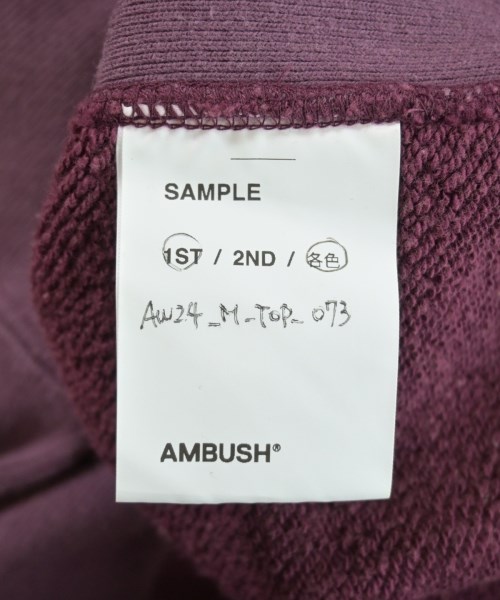 SAMPLE
1ST / 2ND / 各色
AW24_M_TOP_073
AMBUSH®